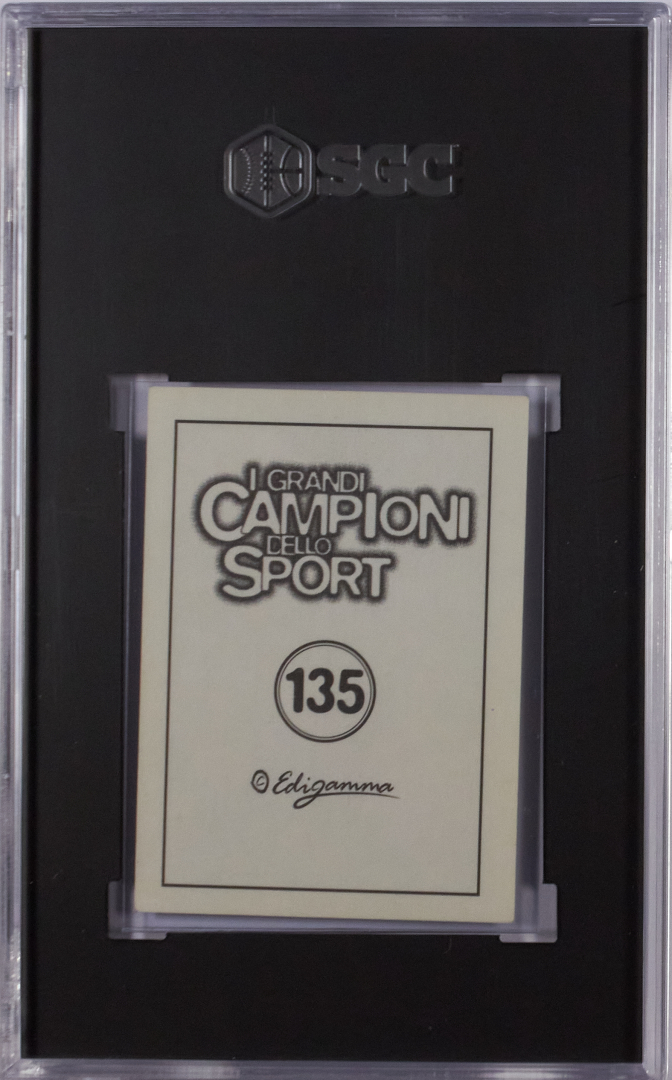 SGC
I GRANDI
CAMPIONI
DELLO
SPORT
135
© Edigamma